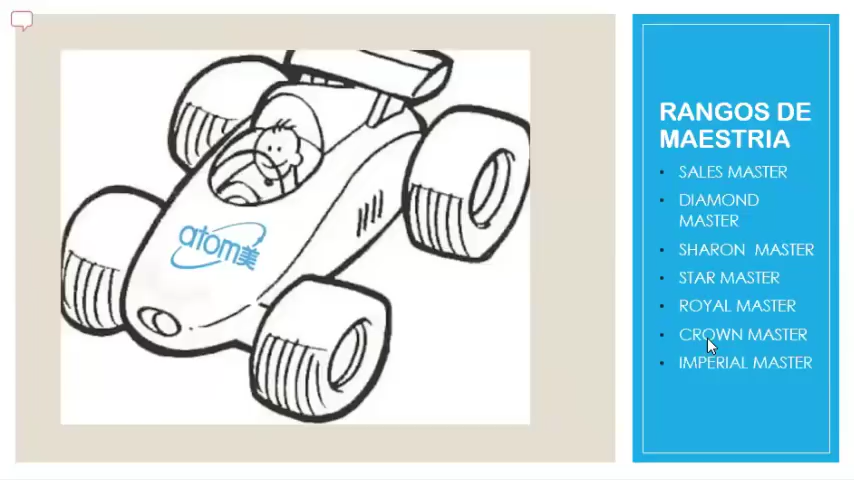 atom美
RANGOS DE
MAESTRIA
• SALES MASTER
• DIAMOND
MASTER
• SHARON MASTER
• STAR MASTER
• ROYAL MASTER
• CROWN MASTER
• IMPERIAL MASTER